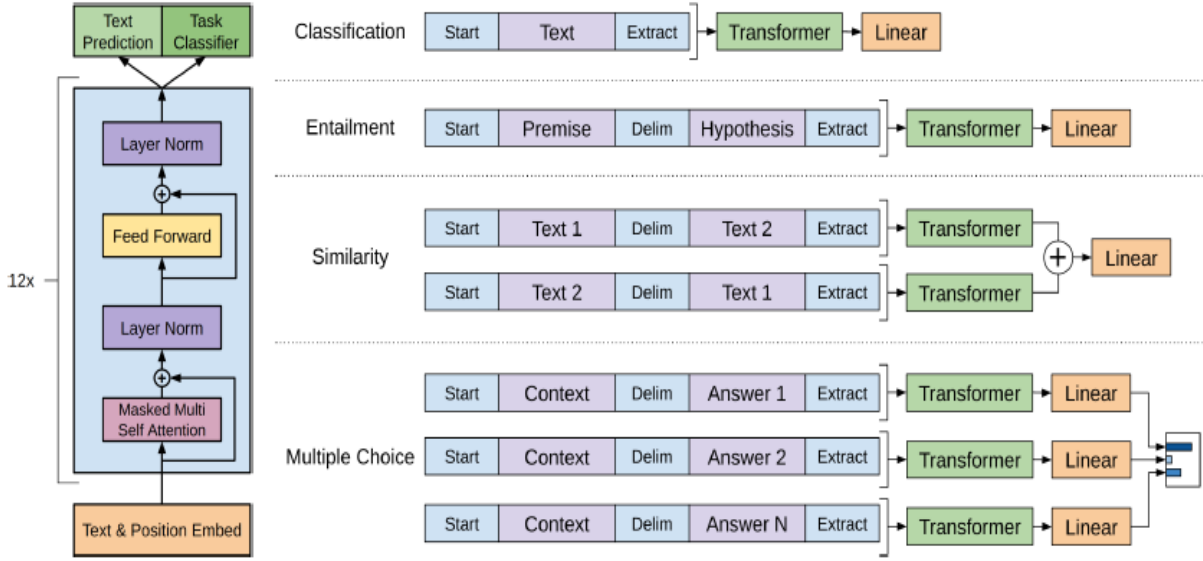 Text
Prediction
Task
Classifier
Layer Norm
+
Feed Forward
12x
Layer Norm
+
Masked Multi
Self Attention
Text & Position Embed
Classification
Start
Text
Extract
Transformer
Linear
Entailment
Start
Premise
Delim
Hypothesis
Extract
Transformer
Linear
Similarity
Start
Text 1
Delim
Text 2
Extract
Transformer
+
Linear
Start
Text 2
Delim
Text 1
Extract
Transformer
Multiple Choice
Start
Context
Delim
Answer 1
Extract
Transformer
Linear
Start
Context
Delim
Answer 2
Extract
Transformer
Linear
Start
Context
Delim
Answer N
Extract
Transformer
Linear